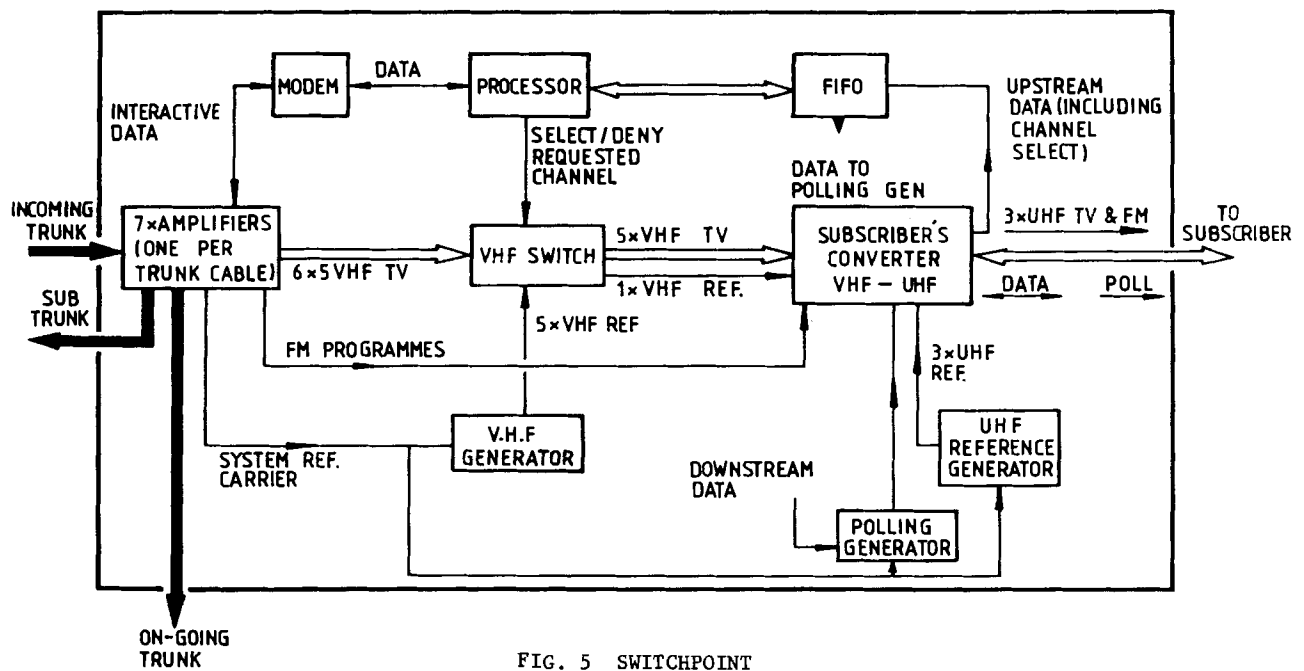 MODEM
DATA
PROCESSOR
FIFO
UPSTREAM
DATA (INCLUDING
CHANNEL
SELECT)
INTERACTIVE
DATA
SELECT/DENY
REQUESTED
CHANNEL
DATA TO
POLLING GEN
INCOMING
TRUNK
7×AMPLIFIERS
(ONE PER
TRUNK CABLE)
6×5VHF TV
VHF SWITCH
5×VHF TV
1×VHF REF.
SUBSCRIBER'S
CONVERTER
VHF – UHF
3×UHF TV & FM
TO
SUBSCRIBER
DATA
POLL
SUB
TRUNK
5×VHF REF
FM PROGRAMMES
3×UHF
REF.
V.H.F
GENERATOR
SYSTEM REF.
CARRIER
UHF
REFERENCE
GENERATOR
DOWNSTREAM
DATA
POLLING
GENERATOR
ON-GOING
TRUNK
FIG. 5 SWITCHPOINT